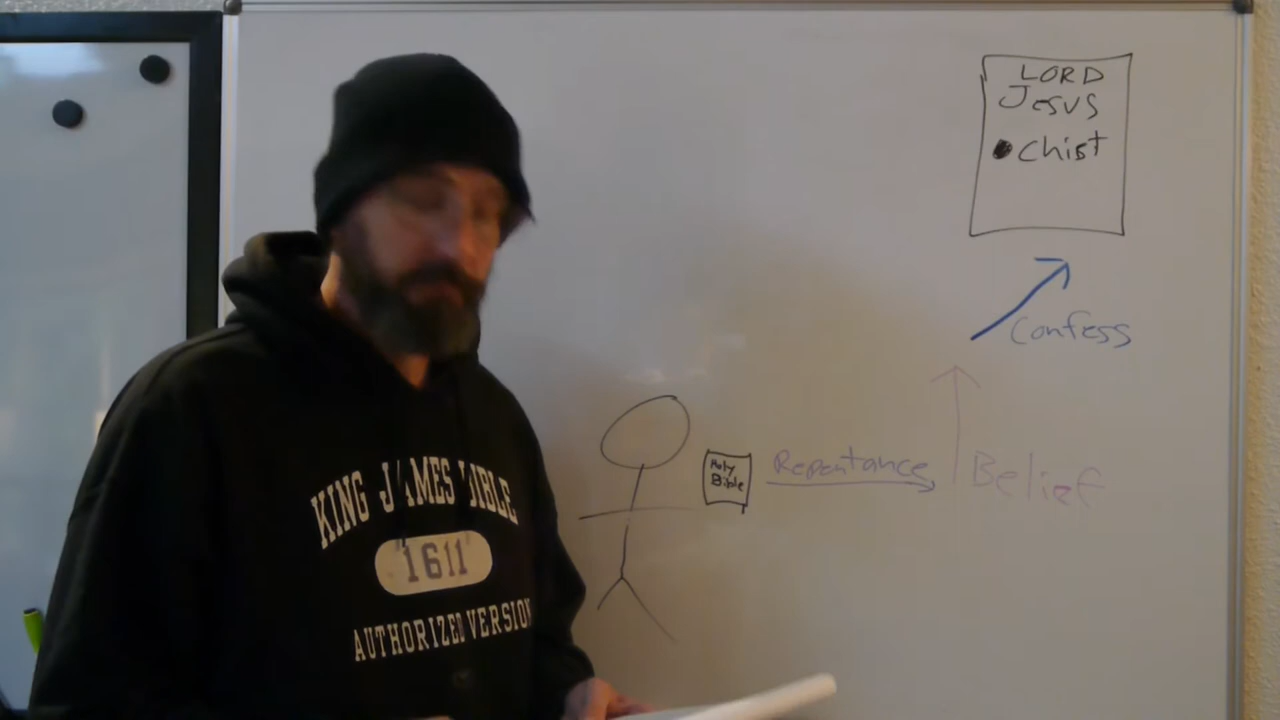 LORD
Jesus
Chist
Confess
Holy
Bible
Repentance
Belief
KING JAMES BIBLE
1611
AUTHORIZED VERSION